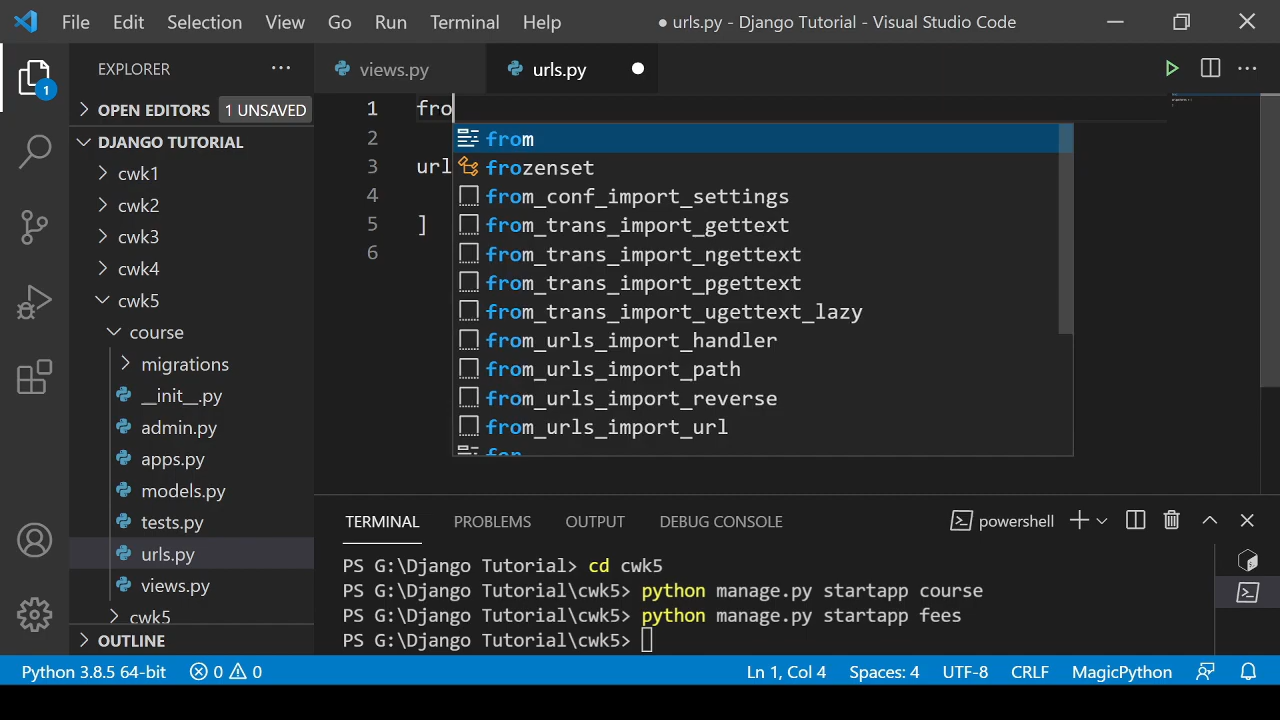 File Edit Selection View Go Run Terminal Help ● urls.py - Django Tutorial - Visual Studio Code
EXPLORER ···
views.py urls.py
1
OPEN EDITORS 1 UNSAVED
DJANGO TUTORIAL
cwk1
cwk2
cwk3
cwk4
cwk5
course
migrations
__init__.py
admin.py
apps.py
models.py
tests.py
urls.py
views.py
cwk5
OUTLINE
1 fro
2
3 url
4
5 ]
6
from
frozenset
from_conf_import_settings
from_trans_import_gettext
from_trans_import_ngettext
from_trans_import_pgettext
from_trans_import_ugettext_lazy
from_urls_import_handler
from_urls_import_path
from_urls_import_reverse
from_urls_import_url
TERMINAL PROBLEMS OUTPUT DEBUG CONSOLE powershell
PS G:\Django Tutorial> cd cwk5
PS G:\Django Tutorial\cwk5> python manage.py startapp course
PS G:\Django Tutorial\cwk5> python manage.py startapp fees
PS G:\Django Tutorial\cwk5>
Python 3.8.5 64-bit 0 0 Ln 1, Col 4 Spaces: 4 UTF-8 CRLF MagicPython